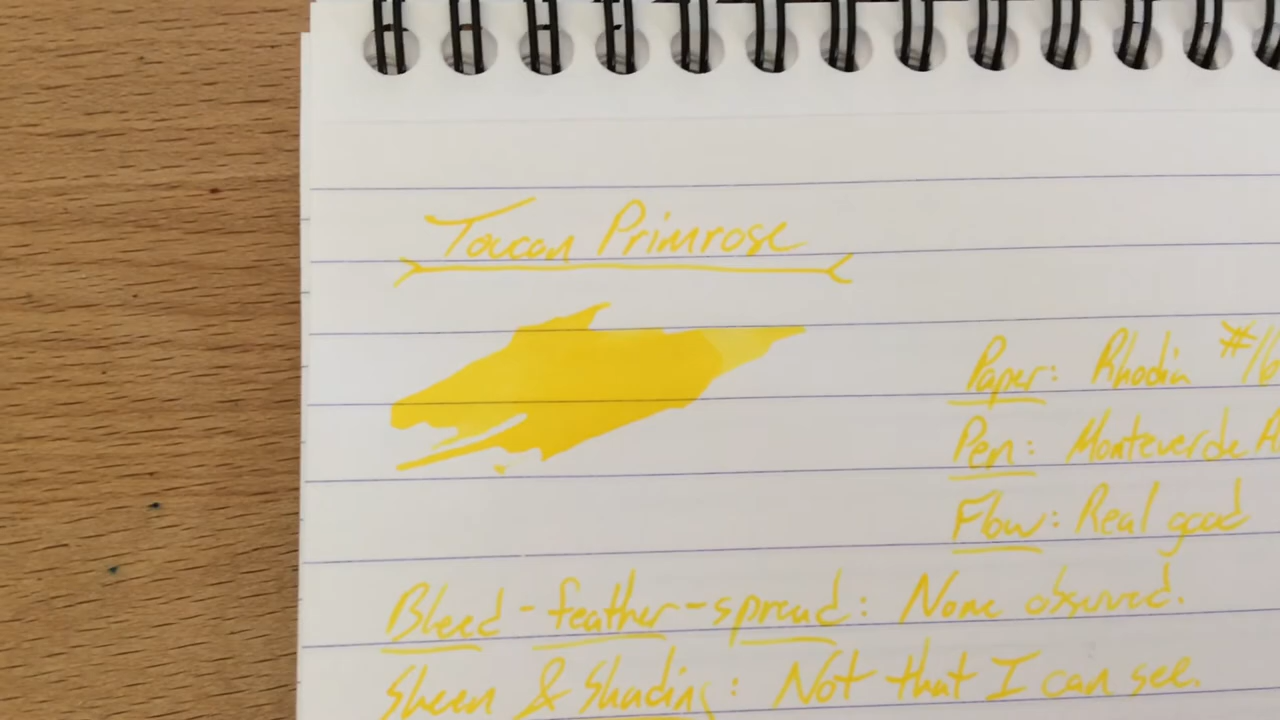 Toucan Primrose
Paper: Rhodia #16
Pen: Monteverde
Flow: Real good
Bleed-feather-spread: None observed.
Sheen & Shading: Not that I can see.